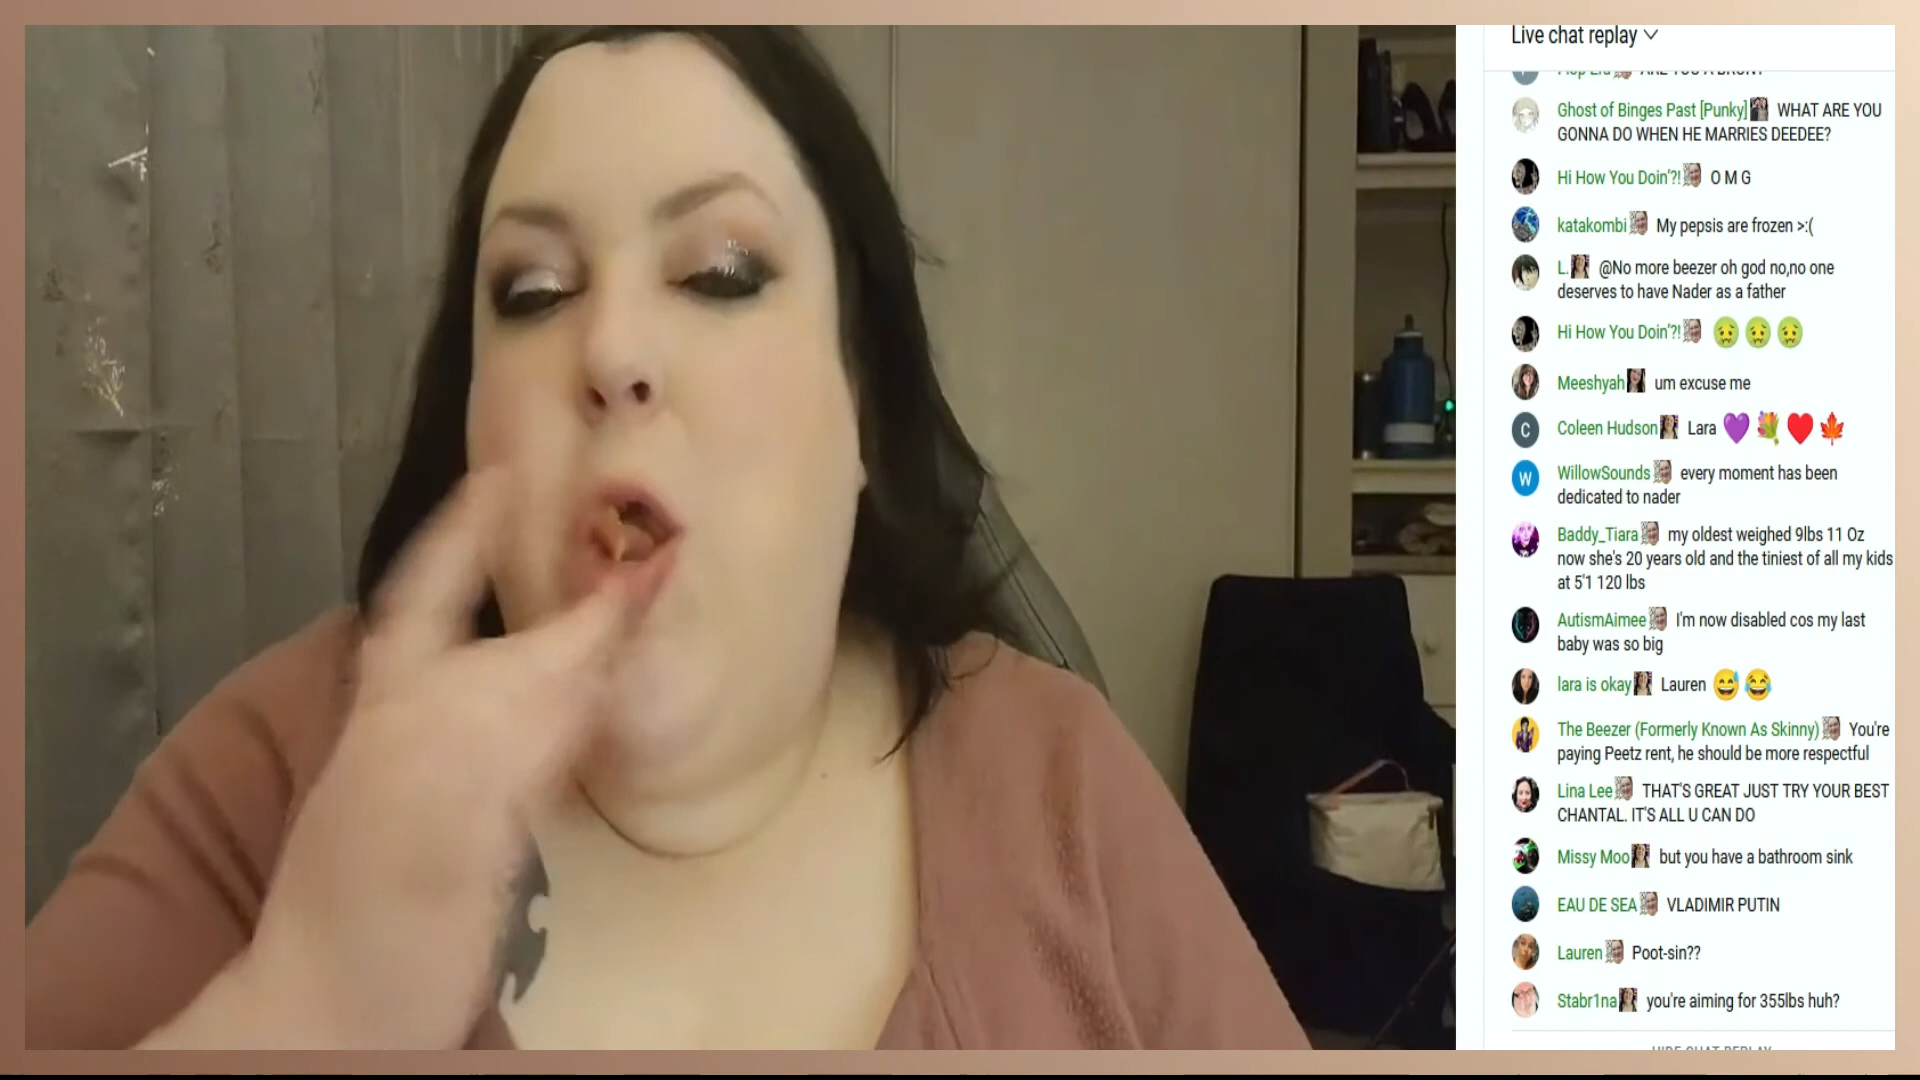 Live chat replay
Ghost of Binges Past [Punky] WHAT ARE YOU
GONNA DO WHEN HE MARRIES DEEDEE?
Hi How You Doin'?! O M G
katakombi My pepsis are frozen >:(
L. @No more beezer oh god no,no one
deserves to have Nader as a father
Hi How You Doin'?! 🤢 🤢 🤢
Meeshyah um excuse me
C
Coleen Hudson Lara 💜 💐 ❤️ 🍁
W
WillowSounds every moment has been
dedicated to nader
Baddy_Tiara my oldest weighed 9lbs 11 Oz
now she's 20 years old and the tiniest of all my kids
at 5'1 120 lbs
AutismAimee I'm now disabled cos my last
baby was so big
lara is okay Lauren 😅 😂
The Beezer (Formerly Known As Skinny) You're
paying Peetz rent, he should be more respectful
Lina Lee THAT'S GREAT JUST TRY YOUR BEST
CHANTAL. IT'S ALL U CAN DO
Missy Moo but you have a bathroom sink
EAU DE SEA VLADIMIR PUTIN
Lauren Poot-sin??
Stabr1na you're aiming for 355lbs huh?
HIDE CHAT REPLAY